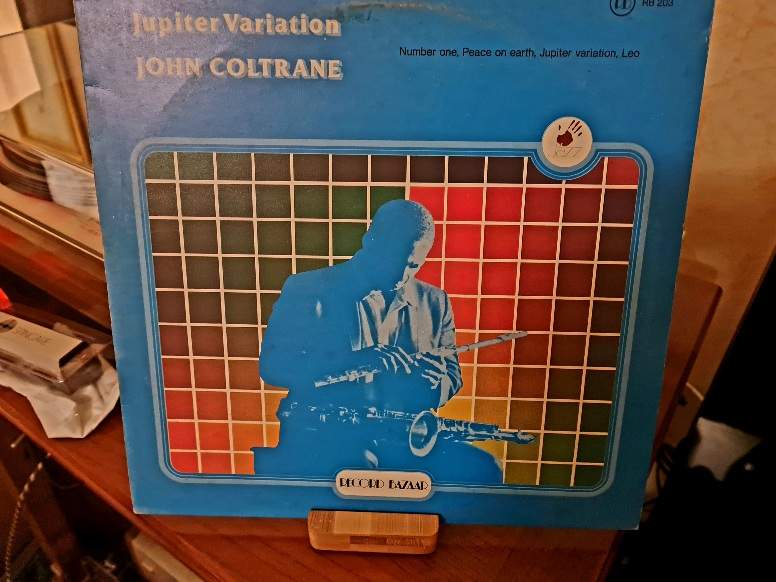 RB 203
Jupiter Variation
JOHN COLTRANE
Number one, Peace on earth, Jupiter variation, Leo
RECORD BAZAAR